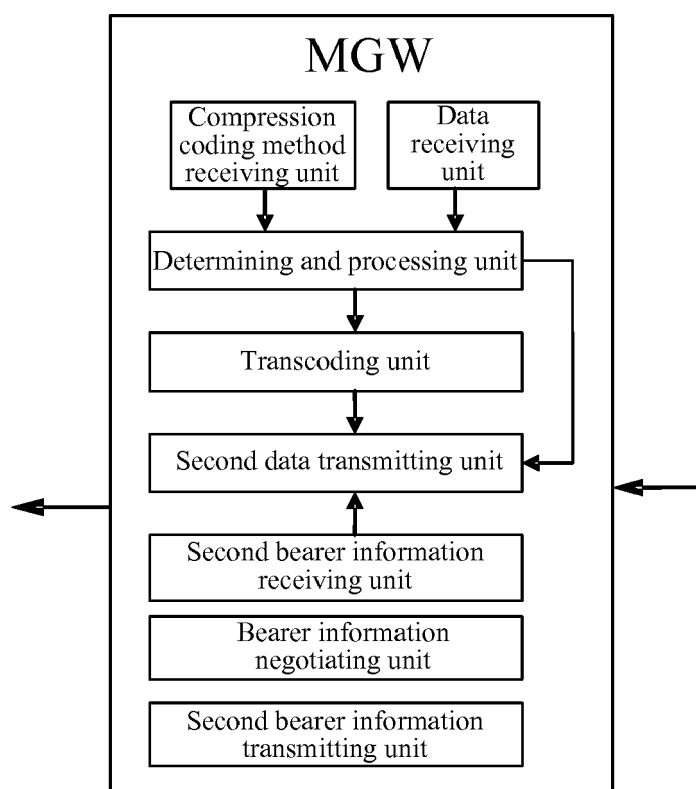 MGW
Compression
coding method
receiving unit
Data
receiving
unit
Determining and processing unit
Transcoding unit
Second data transmitting unit
Second bearer information
receiving unit
Bearer information
negotiating unit
Second bearer information
transmitting unit